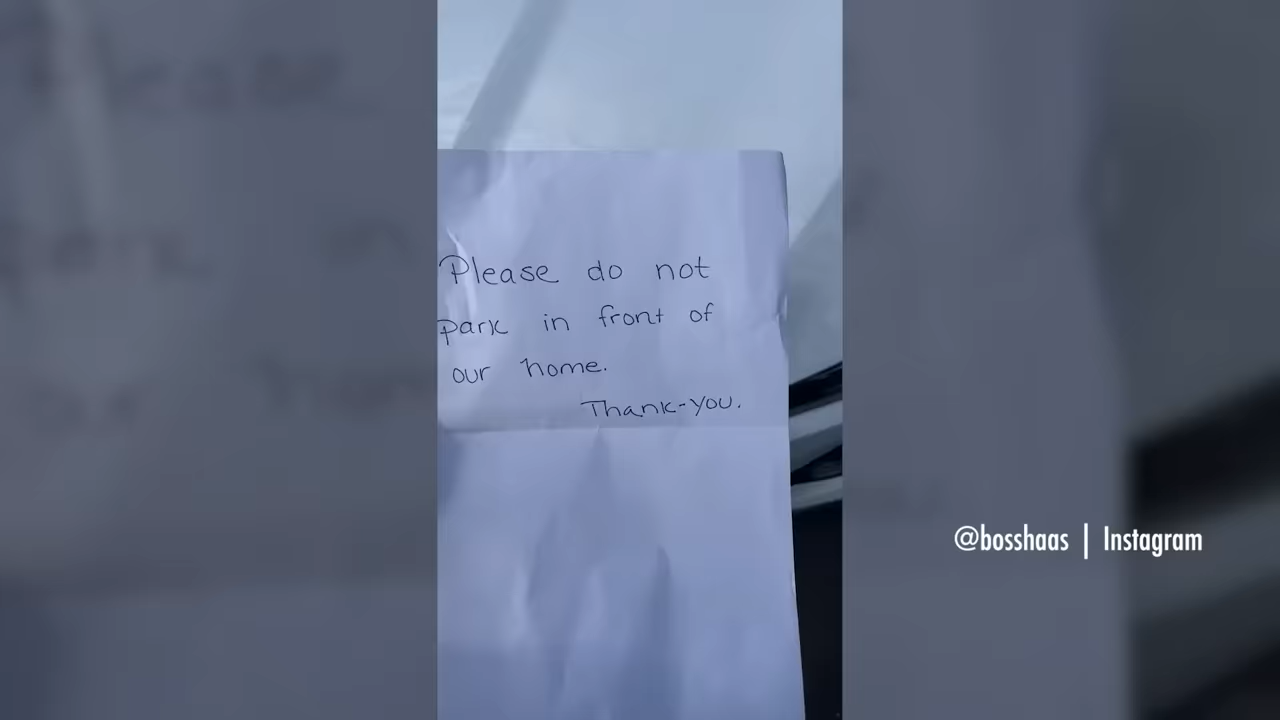 Please do not
park in front of
our home.
Thank-you.
@bosshaas | Instagram